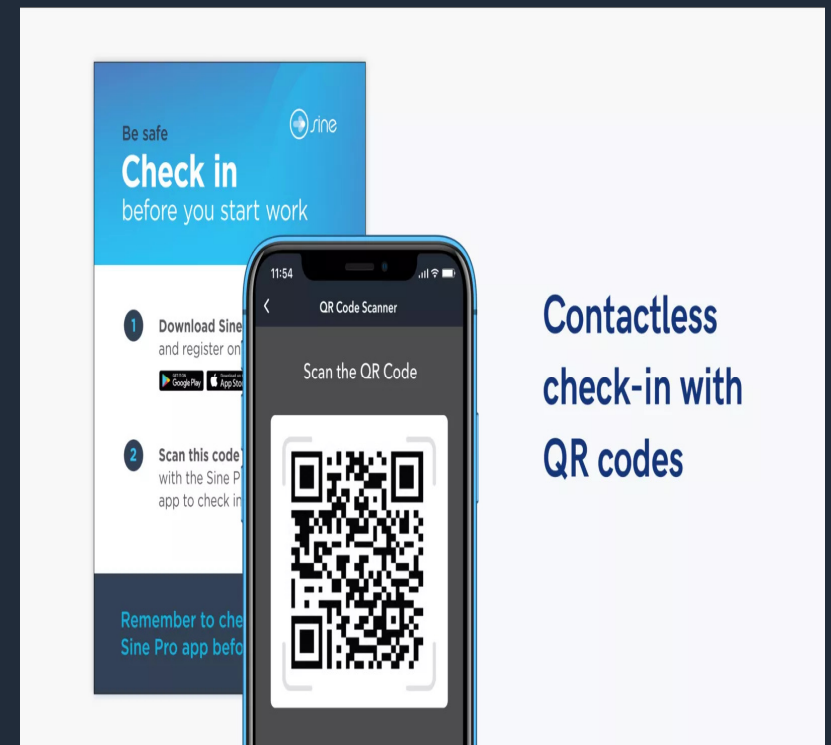 Be safe
sine
Check in
before you start work
1
Download Sine
and register on
GET IT ON
Google Play
Download on the
App Sto
2
Scan this code
with the Sine P
app to check in
Remember to che
Sine Pro app befo
11:54
QR Code Scanner
Scan the QR Code
Contactless
check-in with
QR codes